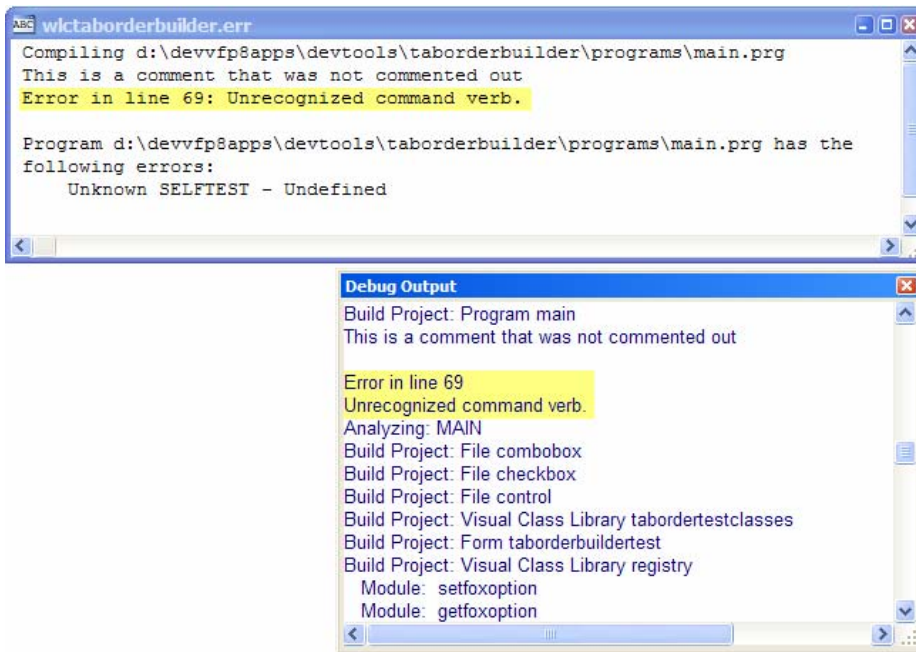 ABC wlctaborderbuilder.err
Compiling d:\devvfp8apps\devtools\taborderbuilder\programs\main.prg
This is a comment that was not commented out
Error in line 69: Unrecognized command verb.
Program d:\devvfp8apps\devtools\taborderbuilder\programs\main.prg has the
following errors:
Unknown SELFTEST - Undefined
Debug Output
Build Project: Program main
This is a comment that was not commented out
Error in line 69
Unrecognized command verb.
Analyzing: MAIN
Build Project: File combobox
Build Project: File checkbox
Build Project: File control
Build Project: Visual Class Library tabordertestclasses
Build Project: Form taborderbuildertest
Build Project: Visual Class Library registry
Module: setfoxoption
Module: getfoxoption